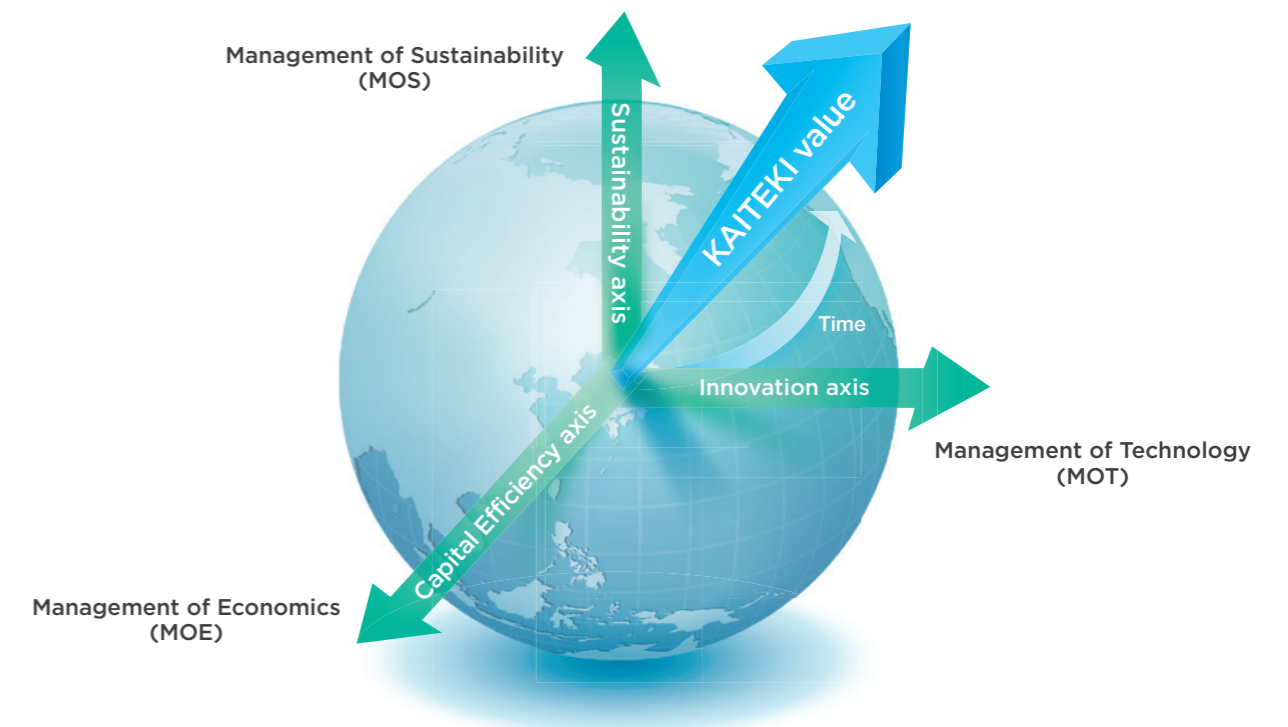 Management of Sustainability
(MOS)
Sustainability axis
KAITEKI value
Time
Innovation axis
Management of Technology
(MOT)
Capital Efficiency axis
Management of Economics
(MOE)